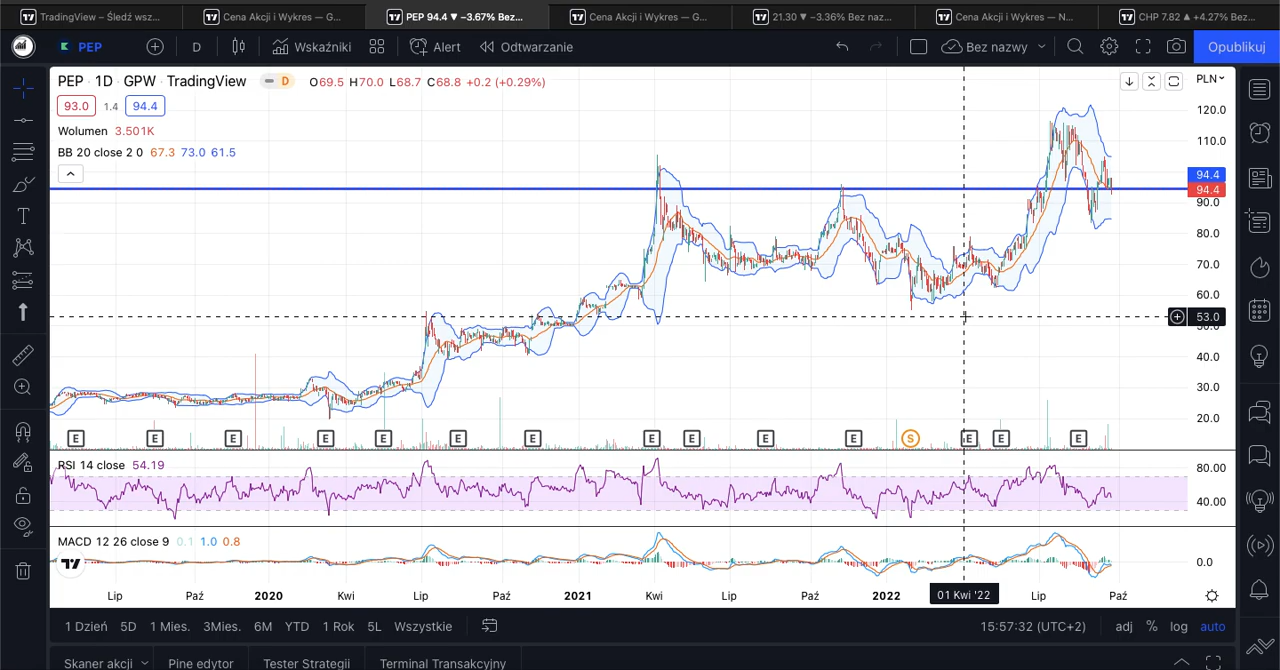 TradingView – Śledź wsz...
Cena Akcji i Wykres — G...
PEP 94.4 ▼ −3.67% Bez...
Cena Akcji i Wykres — G...
21.30 ▼ −3.36% Bez naz...
Cena Akcji i Wykres — N...
CHP 7.82 ▲ +4.27% Bez...
PEP D Wskaźniki Alert Odtwarzanie Bez nazwy Opublikuj
PEP · 1D · GPW · TradingView D O69.5 H70.0 L68.7 C68.8 +0.2 (+0.29%) PLN
93.0 1.4 94.4
Wolumen 3.501K
BB 20 close 2 0 67.3 73.0 61.5
120.0
110.0
94.4
94.4
90.0
80.0
70.0
60.0
53.0
50.0
40.0
30.0
20.0
E E E E E E E E E E E S E E E
RSI 14 close 54.19
80.00
40.00
MACD 12 26 close 9 0.1 1.0 0.8
0.0
Lip Paź 2020 Kwi Lip Paź 2021 Kwi Lip Paź 2022 01 Kwi '22 Lip Paź
1 Dzień 5D 1 Mies. 3Mies. 6M YTD 1 Rok 5L Wszystkie 15:57:32 (UTC+2) adj % log auto
Skaner akcji Pine edytor Tester Strategii Terminal Transakcyjny